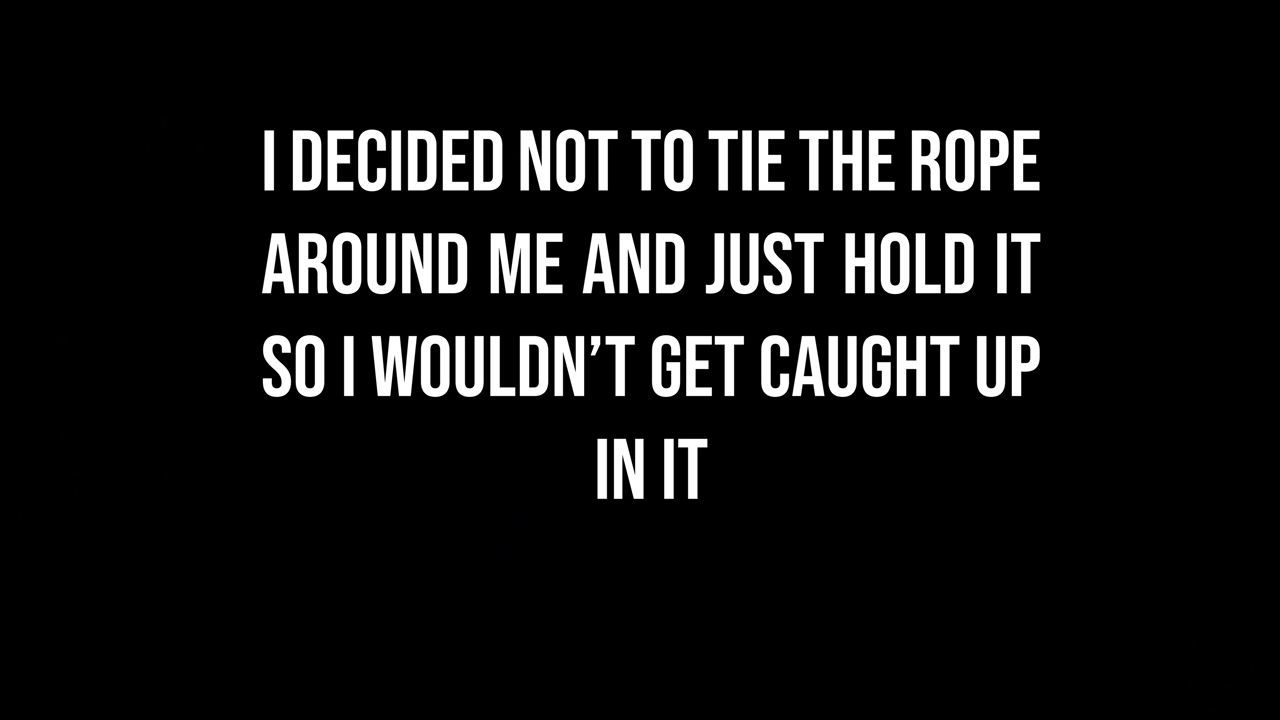 I DECIDED NOT TO TIE THE ROPE
AROUND ME AND JUST HOLD IT
SO I WOULDN’T GET CAUGHT UP
IN IT